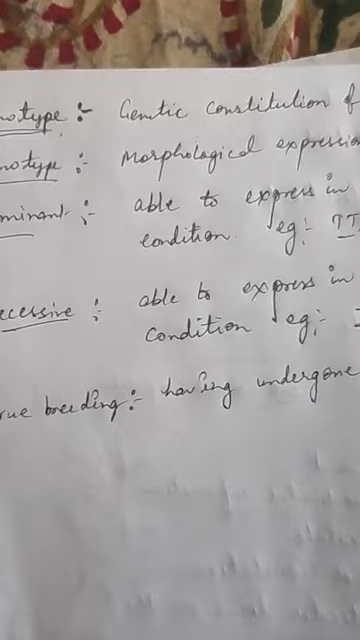 notype :- Genetic constitution of
notype :- Morphological expression
minant :- able to express in
condition. eg:- TT
ecessive :- able to express in
condition eg:-
rue breeding:- having undergone